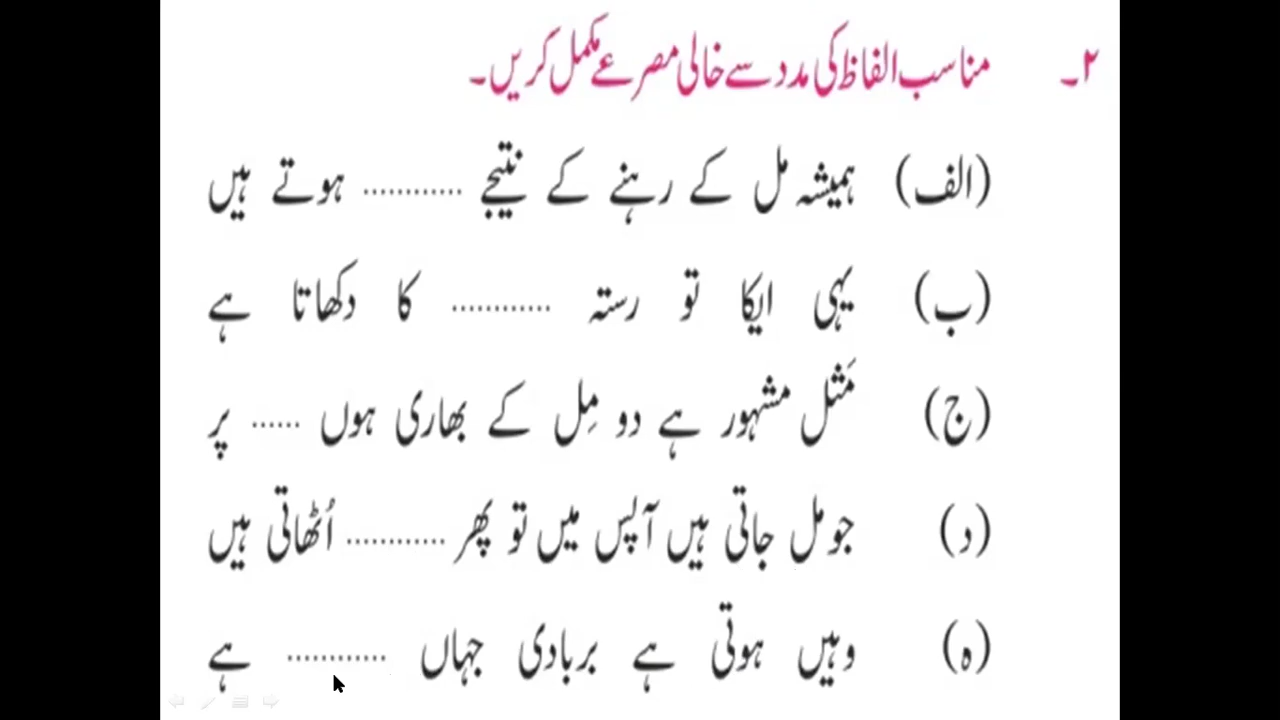 ۲۔ مناسب الفاظ کی مدد سے خالی مصرعے مکمل کریں۔
(الف) ہمیشہ مل کے رہنے کے نتیجے ............ ہوتے ہیں
(ب) یہی ایکا تو رستہ ............ کا دکھاتا ہے
(ج) مَثل مشہور ہے دو مِل کے بھاری ہوں ...... پر
(د) جو مل جاتی ہیں آپس میں تو پھر ............ اُٹھاتی ہیں
(ہ) وہیں ہوتی ہے بربادی جہاں ............ ہے